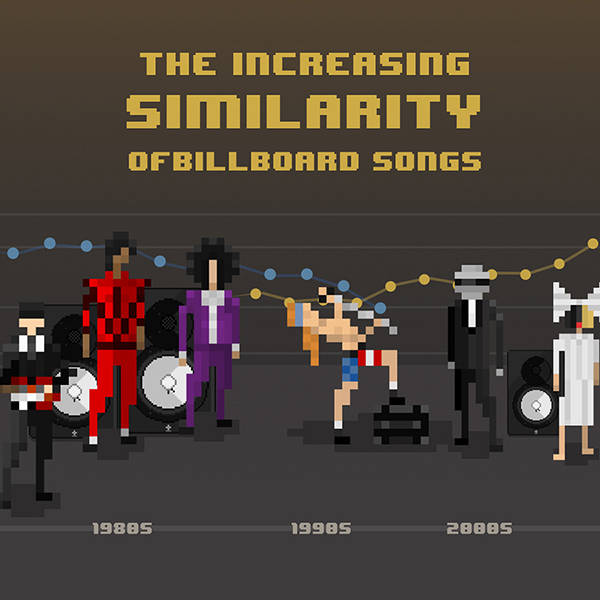 THE INCREASING
SIMILARITY
OFBILLBOARD SONGS
1980S
1990S
2000S